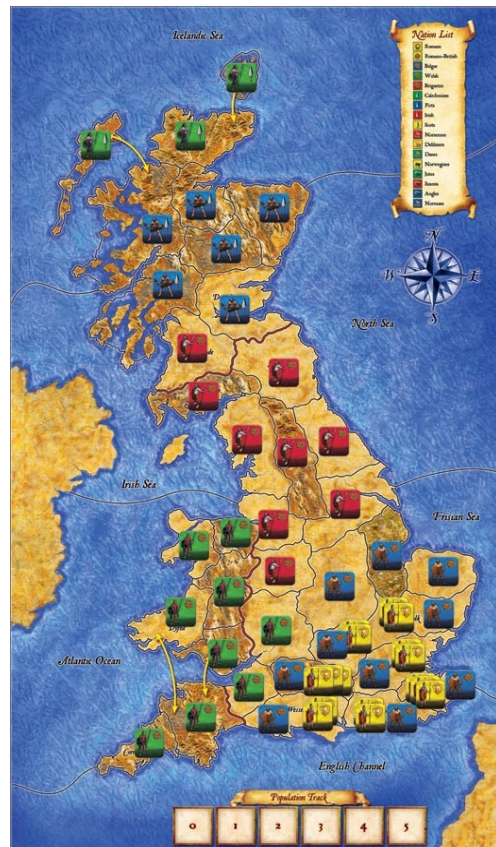 Icelandic Sea
Nation List
Romans
Romano-British
Belgae
Welsh
Brigantes
Caledonians
Picts
Irish
Scots
Norsemen
Dubliners
Danes
Norwegians
Jutes
Saxons
Angles
Normans
N
W
E
S
North Sea
Irish Sea
Frisian Sea
Atlantic Ocean
English Channel
Population Track
0 1 2 3 4 5